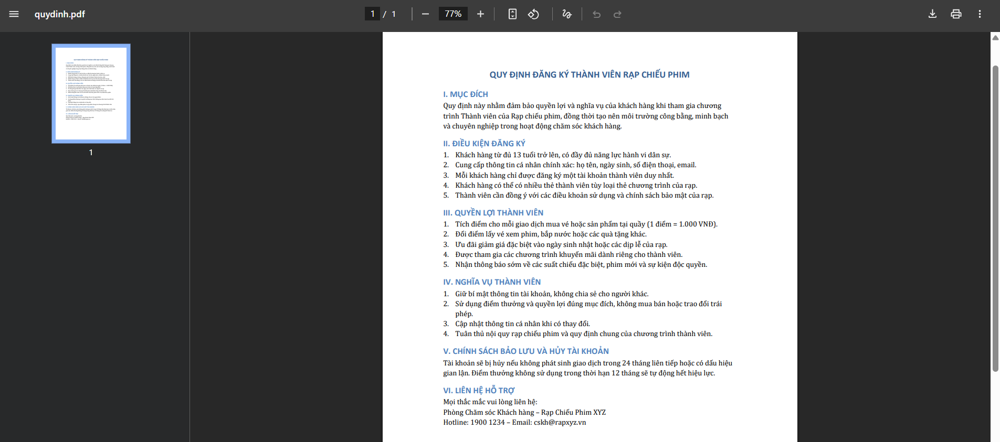 quydinh.pdf
1 / 1
77%
1
QUY ĐỊNH ĐĂNG KÝ THÀNH VIÊN RẠP CHIẾU PHIM
I. MỤC ĐÍCH
Quy định này nhằm đảm bảo quyền lợi và nghĩa vụ của khách hàng khi tham gia chương
trình Thành viên của Rạp chiếu phim, đồng thời tạo nên môi trường công bằng, minh bạch
và chuyên nghiệp trong hoạt động chăm sóc khách hàng.
II. ĐIỀU KIỆN ĐĂNG KÝ
1. Khách hàng từ đủ 13 tuổi trở lên, có đầy đủ năng lực hành vi dân sự.
2. Cung cấp thông tin cá nhân chính xác: họ tên, ngày sinh, số điện thoại, email.
3. Mỗi khách hàng chỉ được đăng ký một tài khoản thành viên duy nhất.
4. Khách hàng có thể có nhiều thẻ thành viên tùy loại thẻ chương trình của rạp.
5. Thành viên cần đồng ý với các điều khoản sử dụng và chính sách bảo mật của rạp.
III. QUYỀN LỢI THÀNH VIÊN
1. Tích điểm cho mỗi giao dịch mua vé hoặc sản phẩm tại quầy (1 điểm = 1.000 VNĐ).
2. Đổi điểm lấy vé xem phim, bắp nước hoặc các quà tặng khác.
3. Ưu đãi giảm giá đặc biệt vào ngày sinh nhật hoặc các dịp lễ của rạp.
4. Được tham gia các chương trình khuyến mãi dành riêng cho thành viên.
5. Nhận thông báo sớm về các suất chiếu đặc biệt, phim mới và sự kiện độc quyền.
IV. NGHĨA VỤ THÀNH VIÊN
1. Giữ bí mật thông tin tài khoản, không chia sẻ cho người khác.
2. Sử dụng điểm thưởng và quyền lợi đúng mục đích, không mua bán hoặc trao đổi trái
phép.
3. Cập nhật thông tin cá nhân khi có thay đổi.
4. Tuân thủ nội quy rạp chiếu phim và quy định chung của chương trình thành viên.
V. CHÍNH SÁCH BẢO LƯU VÀ HỦY TÀI KHOẢN
Tài khoản sẽ bị hủy nếu không phát sinh giao dịch trong 24 tháng liên tiếp hoặc có dấu hiệu
gian lận. Điểm thưởng không sử dụng trong thời hạn 12 tháng sẽ tự động hết hiệu lực.
VI. LIÊN HỆ HỖ TRỢ
Mọi thắc mắc vui lòng liên hệ:
Phòng Chăm sóc Khách hàng – Rạp Chiếu Phim XYZ
Hotline: 1900 1234 – Email: cskh@rapxyz.vn